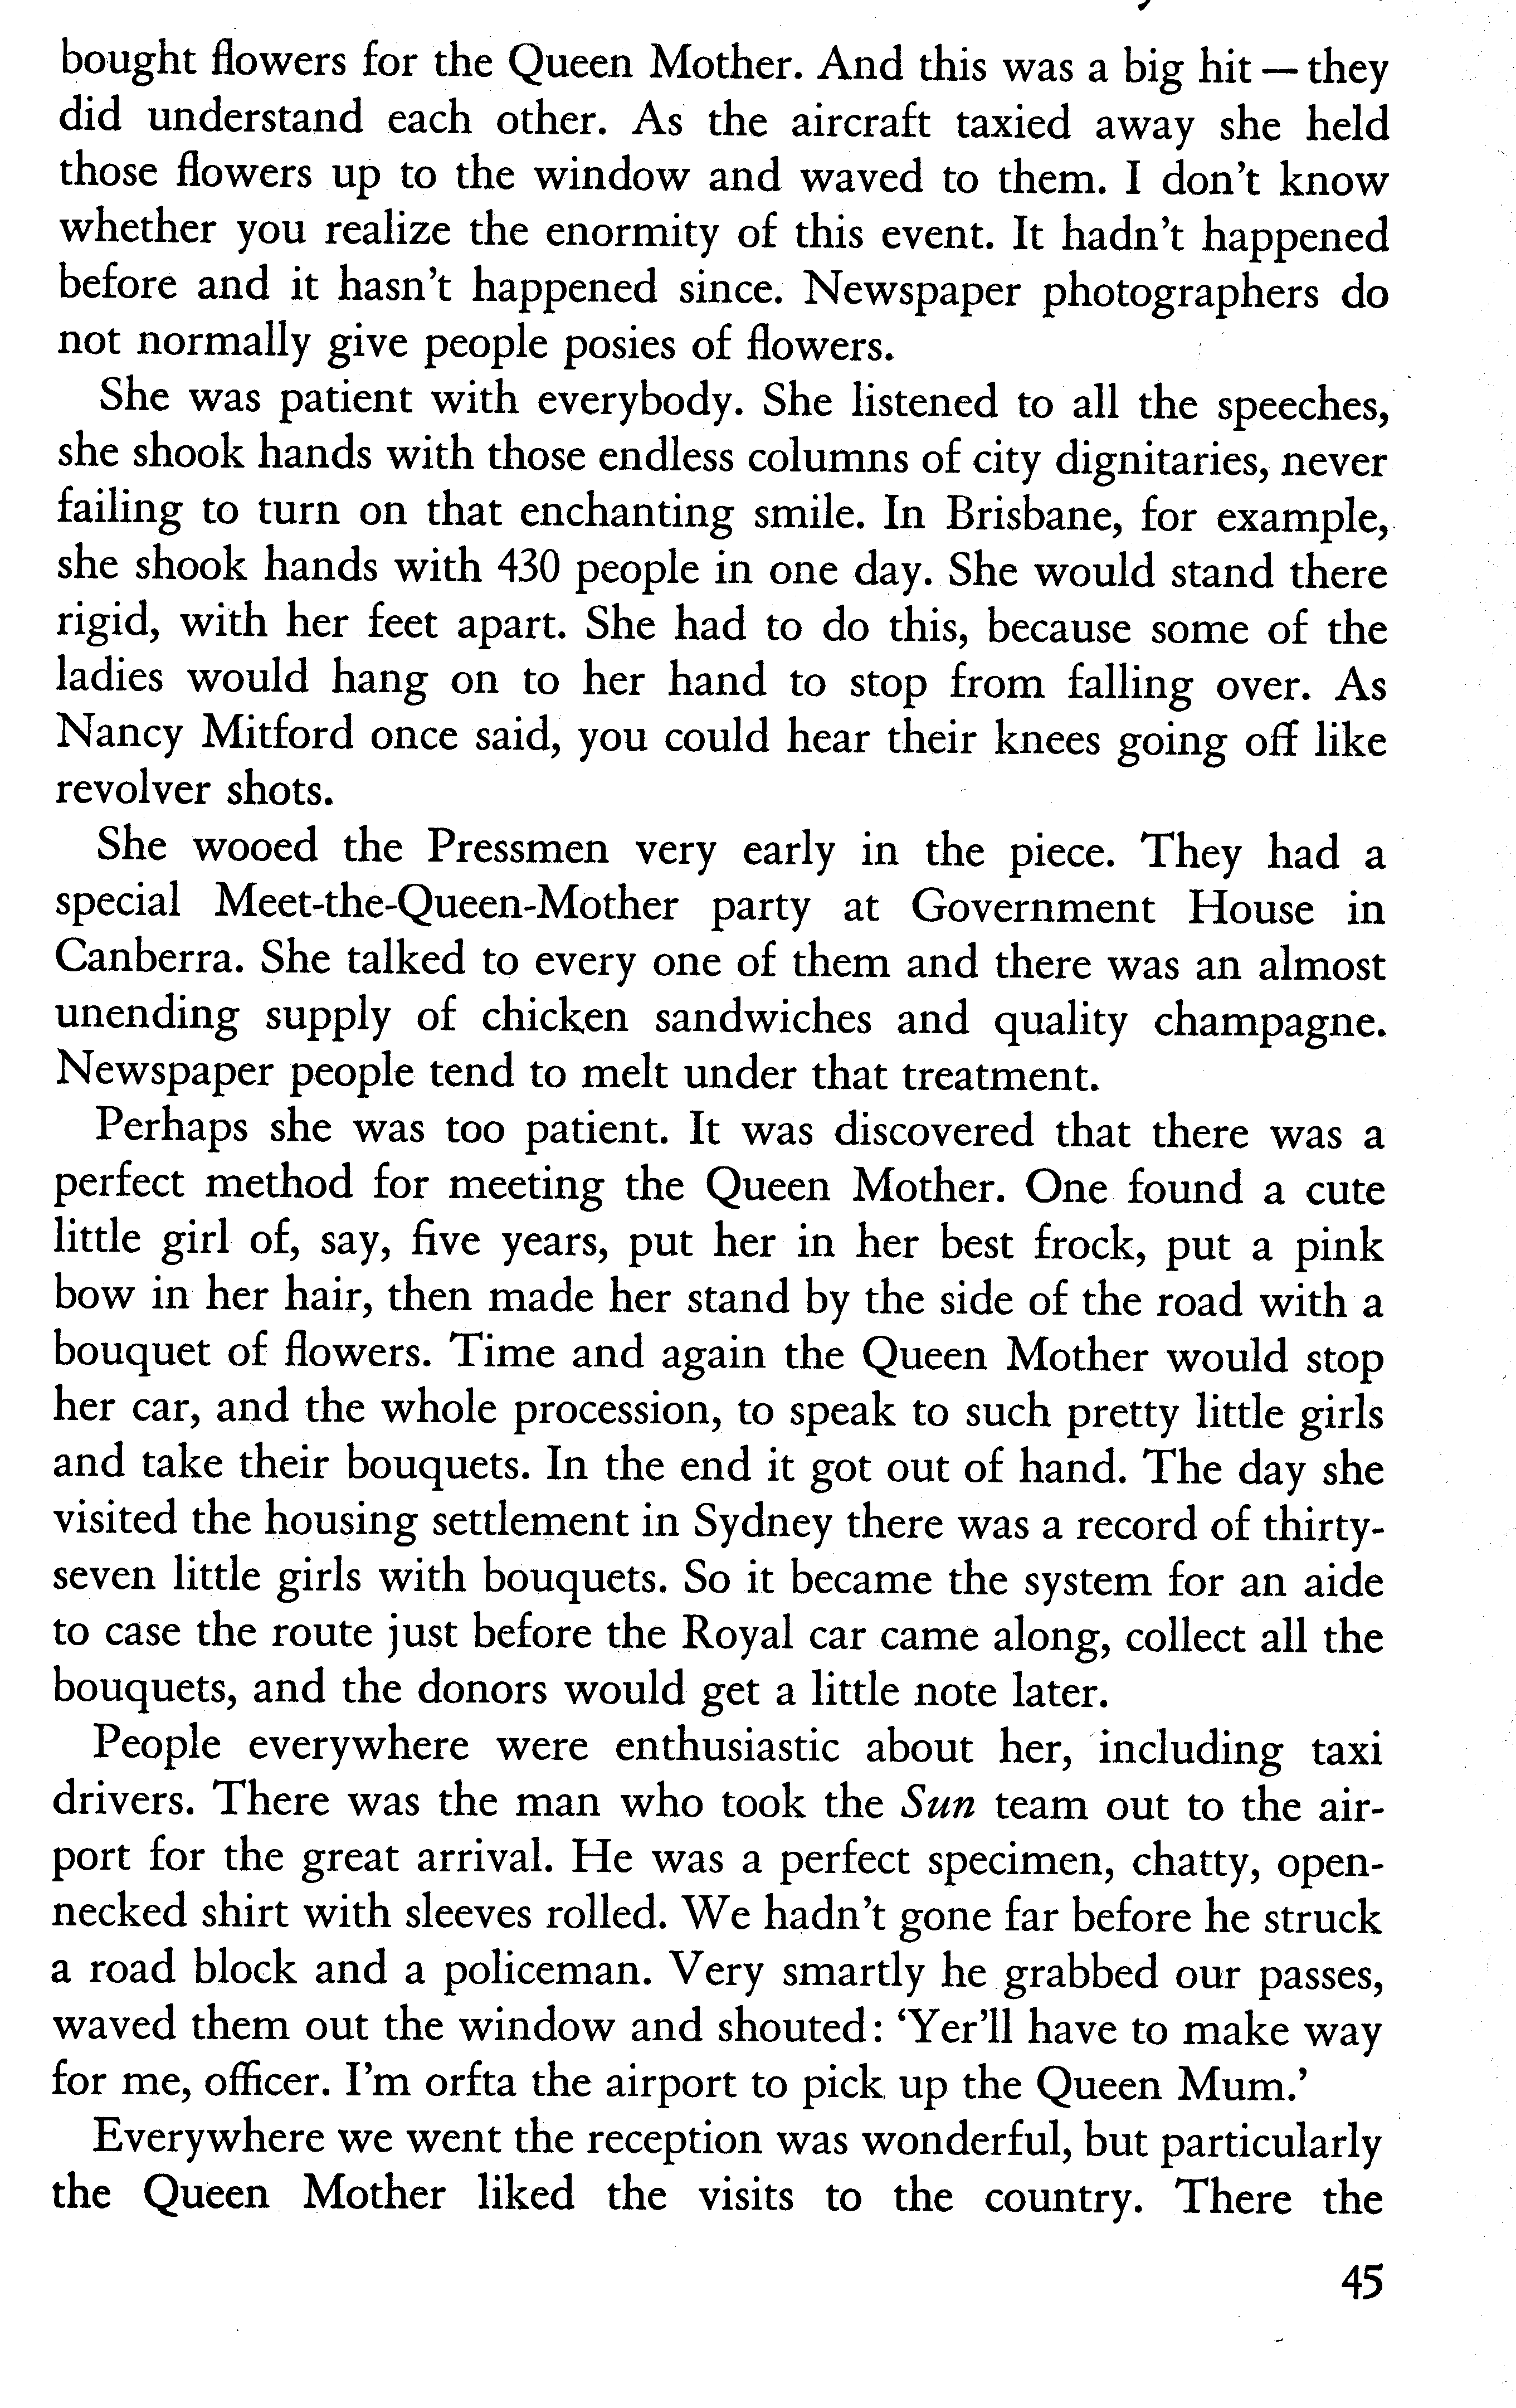 bought flowers for the Queen Mother. And this was a big hit — they
did understand each other. As the aircraft taxied away she held
those flowers up to the window and waved to them. I don't know
whether you realize the enormity of this event. It hadn't happened
before and it hasn't happened since. Newspaper photographers do
not normally give people posies of flowers.
She was patient with everybody. She listened to all the speeches,
she shook hands with those endless columns of city dignitaries, never
failing to turn on that enchanting smile. In Brisbane, for example,
she shook hands with 430 people in one day. She would stand there
rigid, with her feet apart. She had to do this, because some of the
ladies would hang on to her hand to stop from falling over. As
Nancy Mitford once said, you could hear their knees going off like
revolver shots.
She wooed the Pressmen very early in the piece. They had a
special Meet-the-Queen-Mother party at Government House in
Canberra. She talked to every one of them and there was an almost
unending supply of chicken sandwiches and quality champagne.
Newspaper people tend to melt under that treatment.
Perhaps she was too patient. It was discovered that there was a
perfect method for meeting the Queen Mother. One found a cute
little girl of, say, five years, put her in her best frock, put a pink
bow in her hair, then made her stand by the side of the road with a
bouquet of flowers. Time and again the Queen Mother would stop
her car, and the whole procession, to speak to such pretty little girls
and take their bouquets. In the end it got out of hand. The day she
visited the housing settlement in Sydney there was a record of thirty-
seven little girls with bouquets. So it became the system for an aide
to case the route just before the Royal car came along, collect all the
bouquets, and the donors would get a little note later.
People everywhere were enthusiastic about her, including taxi
drivers. There was the man who took the Sun team out to the air-
port for the great arrival. He was a perfect specimen, chatty, open-
necked shirt with sleeves rolled. We hadn't gone far before he struck
a road block and a policeman. Very smartly he grabbed our passes,
waved them out the window and shouted: 'Yer'll have to make way
for me, officer. I'm orfta the airport to pick up the Queen Mum.'
Everywhere we went the reception was wonderful, but particularly
the Queen Mother liked the visits to the country. There the
45